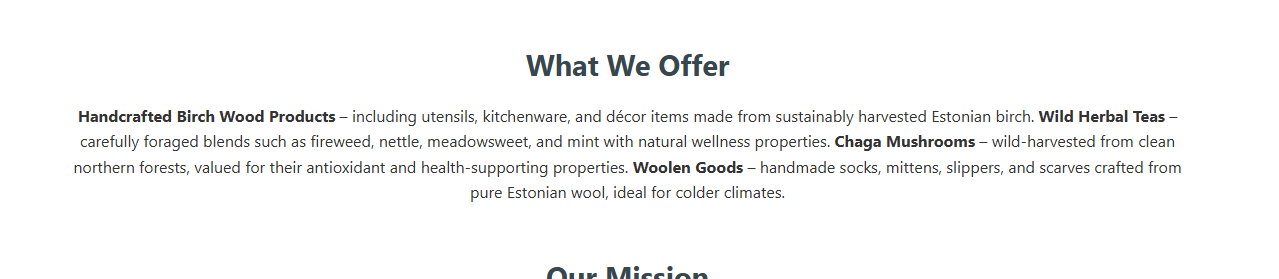 What We Offer
Handcrafted Birch Wood Products – including utensils, kitchenware, and décor items made from sustainably harvested Estonian birch. Wild Herbal Teas –
carefully foraged blends such as fireweed, nettle, meadowsweet, and mint with natural wellness properties. Chaga Mushrooms – wild-harvested from clean
northern forests, valued for their antioxidant and health-supporting properties. Woolen Goods – handmade socks, mittens, slippers, and scarves crafted from
pure Estonian wool, ideal for colder climates.
Our Mission